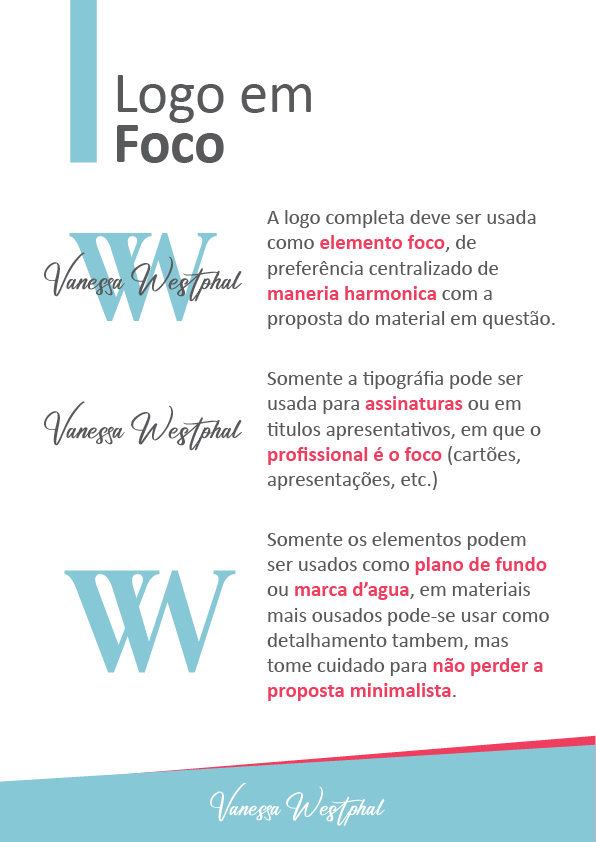 Logo em
Foco
VV
Vanessa Westphal
A logo completa deve ser usada
como elemento foco, de
preferência centralizado de
maneria harmonica com a
proposta do material em questão.
Vanessa Westphal
Somente a tipográfia pode ser
usada para assinaturas ou em
titulos apresentativos, em que o
profissional é o foco (cartões,
apresentações, etc.)
VV
Somente os elementos podem
ser usados como plano de fundo
ou marca d’agua, em materiais
mais ousados pode-se usar como
detalhamento tambem, mas
tome cuidado para não perder a
proposta minimalista.
Vanessa Westphal